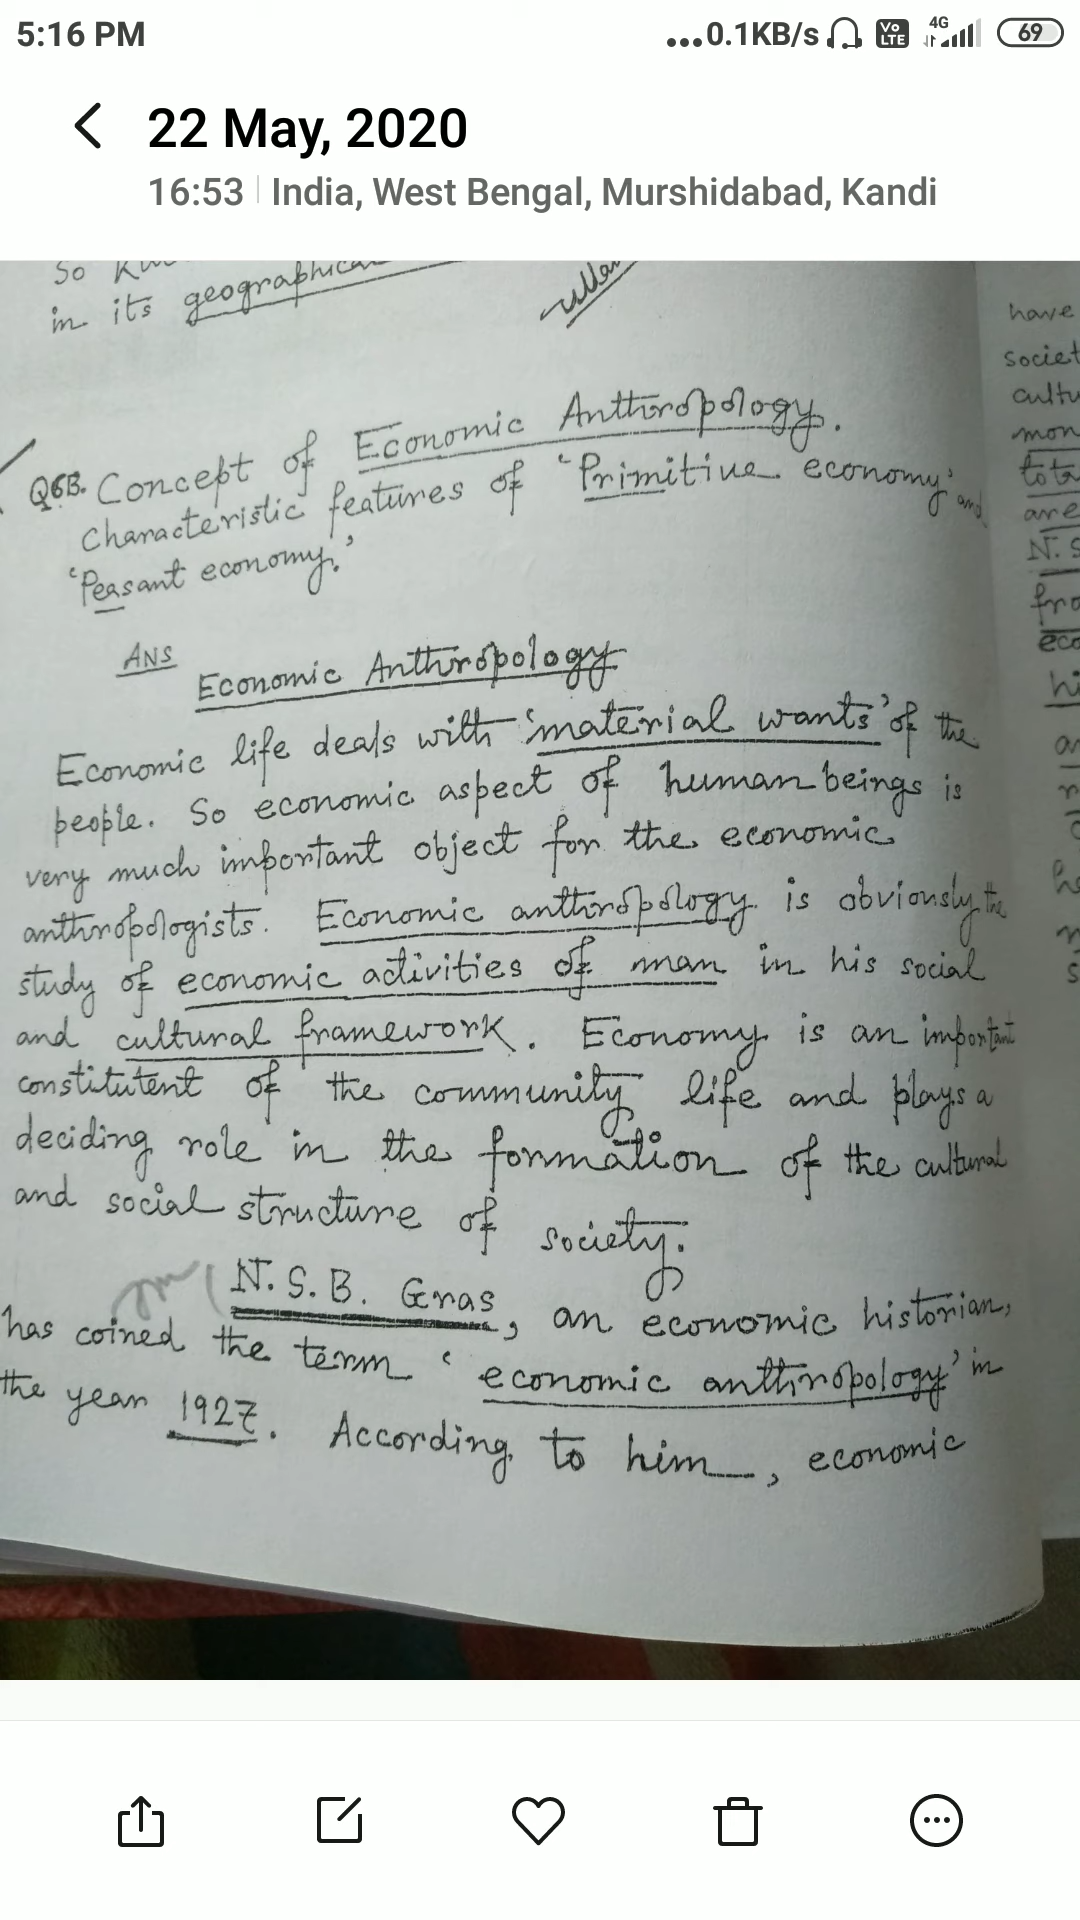 5:16 PM
...0.1KB/s Vo LTE 4G 69
22 May, 2020
16:53 India, West Bengal, Murshidabad, Kandi
So
in its geographical
Q6B. Concept of Economic Anthropology.
Characteristic features of 'Primitive economy' and
'Peasant economy.'
ANS
Economic Anthropology
Economic life deals with 'material wants' of the
people. So economic aspect of human beings is
very much important object for the economic
anthropologists. Economic anthropology is obviously the
study of economic activities of man in his social
and cultural framework. Economy is an important
constitutent of the community life and plays a
deciding role in the formation of the cultural
and social structure of society.
N.S.B. Gras, an economic historian,
has coined the term 'economic anthropology' in
the year 1927. According to him, economic
have
societ
cultu
mon
tota
are
N. S
fro
eco
hi